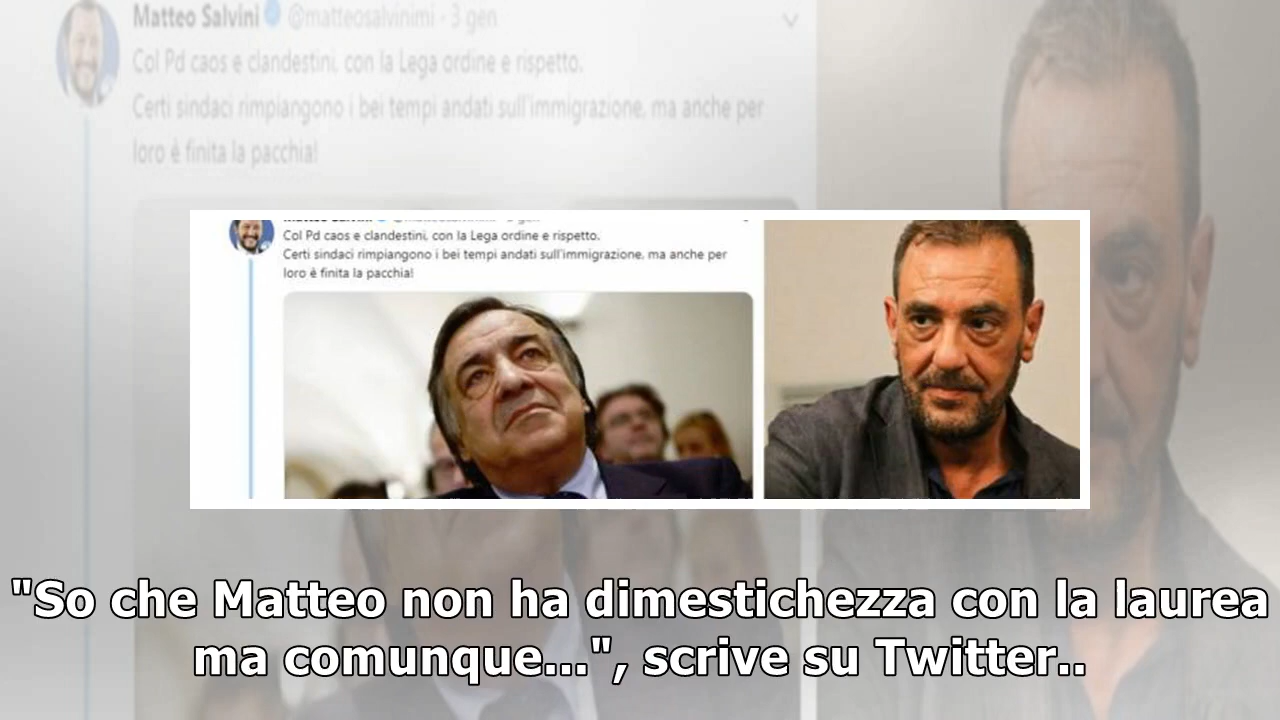 Matteo Salvini @matteosalvinimi · 3 gen
Col Pd caos e clandestini, con la Lega ordine e rispetto.
Certi sindaci rimpiangono i bei tempi andati sull'immigrazione, ma anche per
loro è finita la pacchia!
Col Pd caos e clandestini, con la Lega ordine e rispetto.
Certi sindaci rimpiangono i bei tempi andati sull'immigrazione, ma anche per
loro è finita la pacchia!
"So che Matteo non ha dimestichezza con la laurea
ma comunque...", scrive su Twitter..